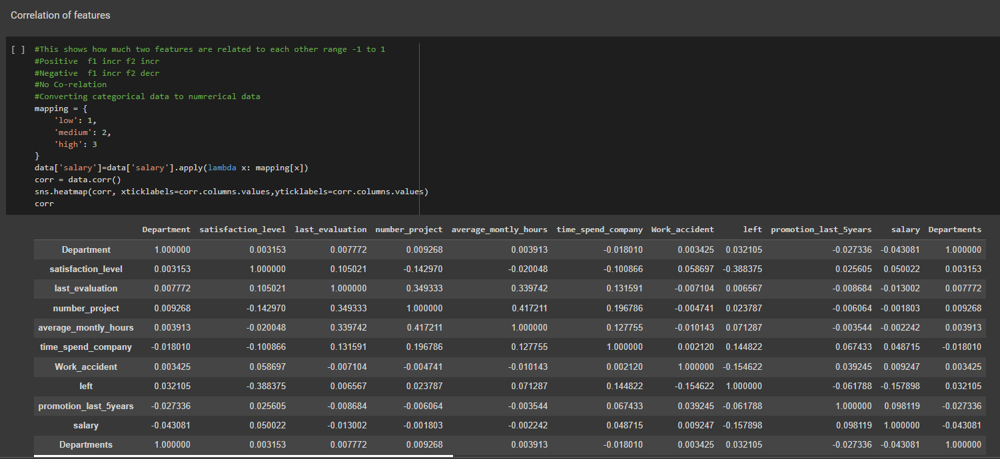 Correlation of features
[ ] #This shows how much two features are related to each other range -1 to 1
#Positive  f1 incr f2 incr
#Negative  f1 incr f2 decr
#No Co-relation
#Converting categorical data to numrerical data
mapping = {
    'low': 1,
    'medium': 2,
    'high': 3
}
data['salary']=data['salary'].apply(lambda x: mapping[x])
corr = data.corr()
sns.heatmap(corr, xticklabels=corr.columns.values,yticklabels=corr.columns.values)
corr
Department satisfaction_level last_evaluation number_project average_montly_hours time_spend_company Work_accident left promotion_last_5years salary Departments
Department 1.000000 0.003153 0.007772 0.009268 0.003913 -0.018010 0.003425 0.032105 -0.027336 -0.043081 1.000000
satisfaction_level 0.003153 1.000000 0.105021 -0.142970 -0.020048 -0.100866 0.058697 -0.388375 0.025605 0.050022 0.003153
last_evaluation 0.007772 0.105021 1.000000 0.349333 0.339742 0.131591 -0.007104 0.006567 -0.008684 -0.013002 0.007772
number_project 0.009268 -0.142970 0.349333 1.000000 0.417211 0.196786 -0.004741 0.023787 -0.006064 -0.001803 0.009268
average_montly_hours 0.003913 -0.020048 0.339742 0.417211 1.000000 0.127755 -0.010143 0.071287 -0.003544 -0.002242 0.003913
time_spend_company -0.018010 -0.100866 0.131591 0.196786 0.127755 1.000000 0.002120 0.144822 0.067433 0.048715 -0.018010
Work_accident 0.003425 0.058697 -0.007104 -0.004741 -0.010143 0.002120 1.000000 -0.154622 0.039245 0.009247 0.003425
left 0.032105 -0.388375 0.006567 0.023787 0.071287 0.144822 -0.154622 1.000000 -0.061788 -0.157898 0.032105
promotion_last_5years -0.027336 0.025605 -0.008684 -0.006064 -0.003544 0.067433 0.039245 -0.061788 1.000000 0.098119 -0.027336
salary -0.043081 0.050022 -0.013002 -0.001803 -0.002242 0.048715 0.009247 -0.157898 0.098119 1.000000 -0.043081
Departments 1.000000 0.003153 0.007772 0.009268 0.003913 -0.018010 0.003425 0.032105 -0.027336 -0.043081 1.000000